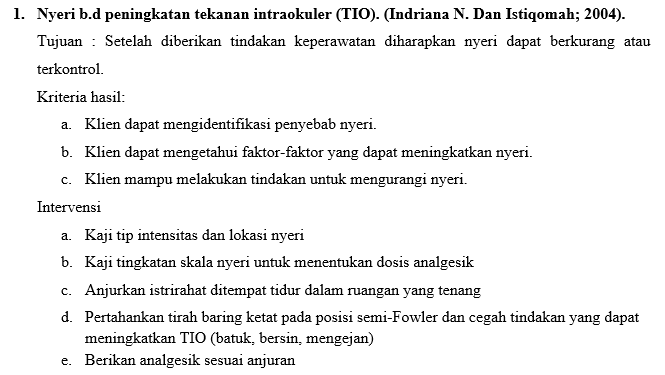 1. Nyeri b.d peningkatan tekanan intraokuler (TIO). (Indriana N. Dan Istiqomah; 2004).
Tujuan : Setelah diberikan tindakan keperawatan diharapkan nyeri dapat berkurang atau
terkontrol.
Kriteria hasil:
a. Klien dapat mengidentifikasi penyebab nyeri.
b. Klien dapat mengetahui faktor-faktor yang dapat meningkatkan nyeri.
c. Klien mampu melakukan tindakan untuk mengurangi nyeri.
Intervensi
a. Kaji tip intensitas dan lokasi nyeri
b. Kaji tingkatan skala nyeri untuk menentukan dosis analgesik
c. Anjurkan istrirahat ditempat tidur dalam ruangan yang tenang
d. Pertahankan tirah baring ketat pada posisi semi-Fowler dan cegah tindakan yang dapat
meningkatkan TIO (batuk, bersin, mengejan)
e. Berikan analgesik sesuai anjuran